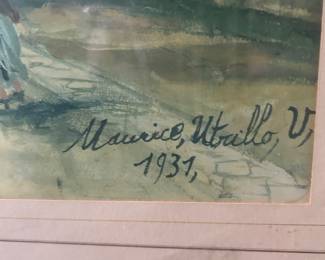 Maurice, Utrillo, V,
1931,